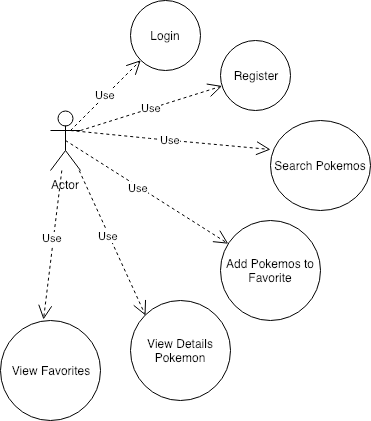 Login
Register
Use
Use
Use
Search Pokemos
Actor
Use
Add Pokemos to
Favorite
Use
Use
View Details
Pokemon
View Favorites